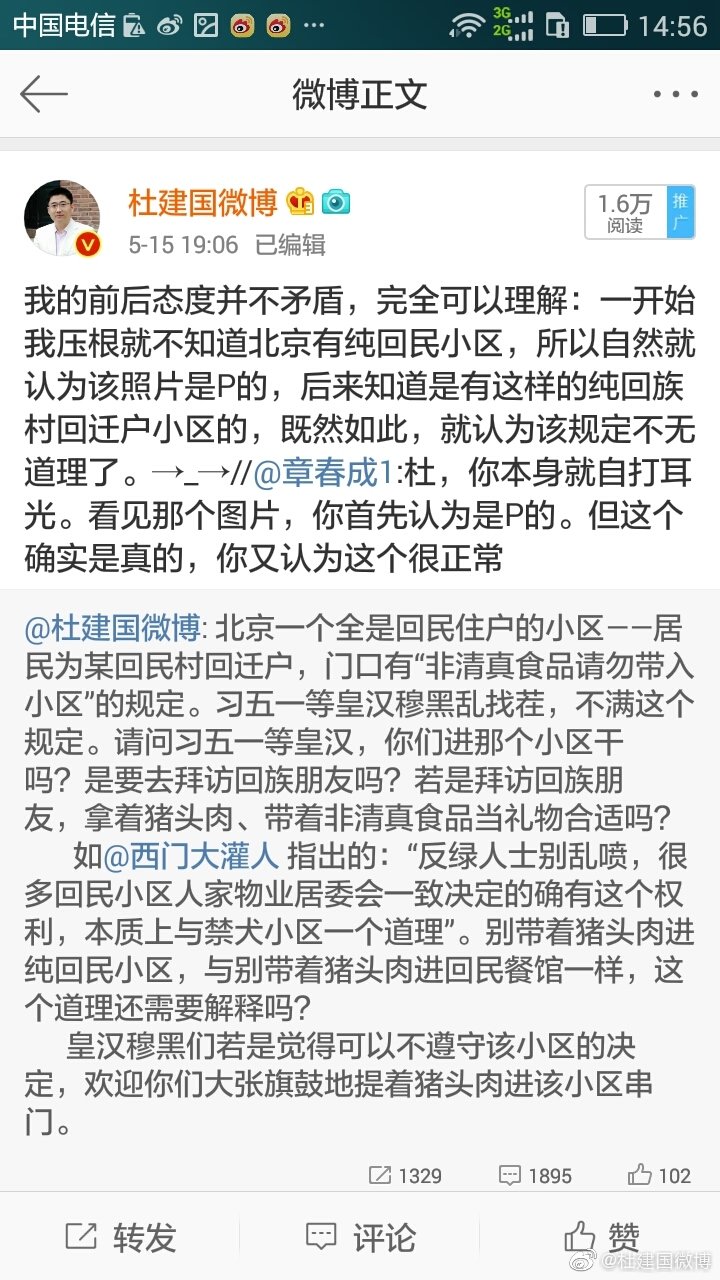 中国电信
3G
2G
14:56
微博正文
杜建国微博
5-15 19:06 已编辑
1.6万
阅读
推
广
我的前后态度并不矛盾，完全可以理解：一开始
我压根就不知道北京有纯回民小区，所以自然就
认为该照片是P的，后来知道是有这样的纯回族
村回迁户小区的，既然如此，就认为该规定不无
道理了。→_→//@章春成1:杜，你本身就自打耳
光。看见那个图片，你首先认为是P的。但这个
确实是真的，你又认为这个很正常
@杜建国微博: 北京一个全是回民住户的小区——居
民为某回民村回迁户，门口有“非清真食品请勿带入
小区”的规定。习五一等皇汉穆黑乱找茬，不满这个
规定。请问习五一等皇汉，你们进那个小区干
吗？是要去拜访回族朋友吗？若是拜访回族朋
友，拿着猪头肉、带着非清真食品当礼物合适吗？
如@西门大灌人 指出的：“反绿人士别乱喷，很
多回民小区人家物业居委会一致决定的确有这个权
利，本质上与禁犬小区一个道理”。别带着猪头肉进
纯回民小区，与别带着猪头肉进回民餐馆一样，这
个道理还需要解释吗？
皇汉穆黑们若是觉得可以不遵守该小区的决
定，欢迎你们大张旗鼓地提着猪头肉进该小区串
门。
1329
1895
102
转发
评论
赞
@杜建国微博